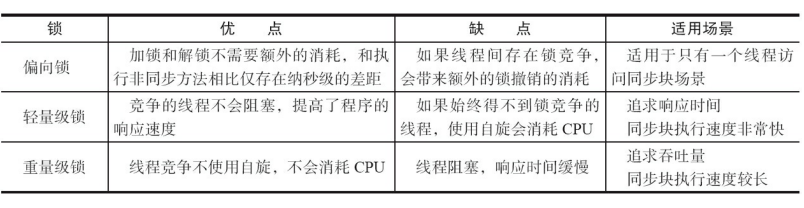 锁 优 点 缺 点 适用场景
偏向锁 加锁和解锁不需要额外的消耗，和执 如果线程间存在锁竞争， 适用于只有一个线程访
行非同步方法相比仅存在纳秒级的差距 会带来额外的锁撤销的消耗 问同步块场景
轻量级锁 竞争的线程不会阻塞，提高了程序的 如果始终得不到锁竞争的 追求响应时间
响应速度 线程，使用自旋会消耗 CPU 同步块执行速度非常快
重量级锁 线程竞争不使用自旋，不会消耗 CPU 线程阻塞，响应时间缓慢 追求吞吐量
同步块执行速度较长